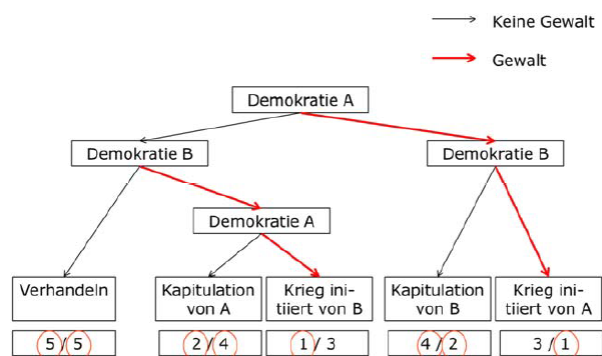 Keine Gewalt
Gewalt
Demokratie A
Demokratie B
Demokratie B
Demokratie A
Verhandeln
Kapitulation
von A
Krieg ini-
tiiert von B
Kapitulation
von B
Krieg ini-
tiiert von A
5 / 5
2 / 4
1 / 3
4 / 2
3 / 1